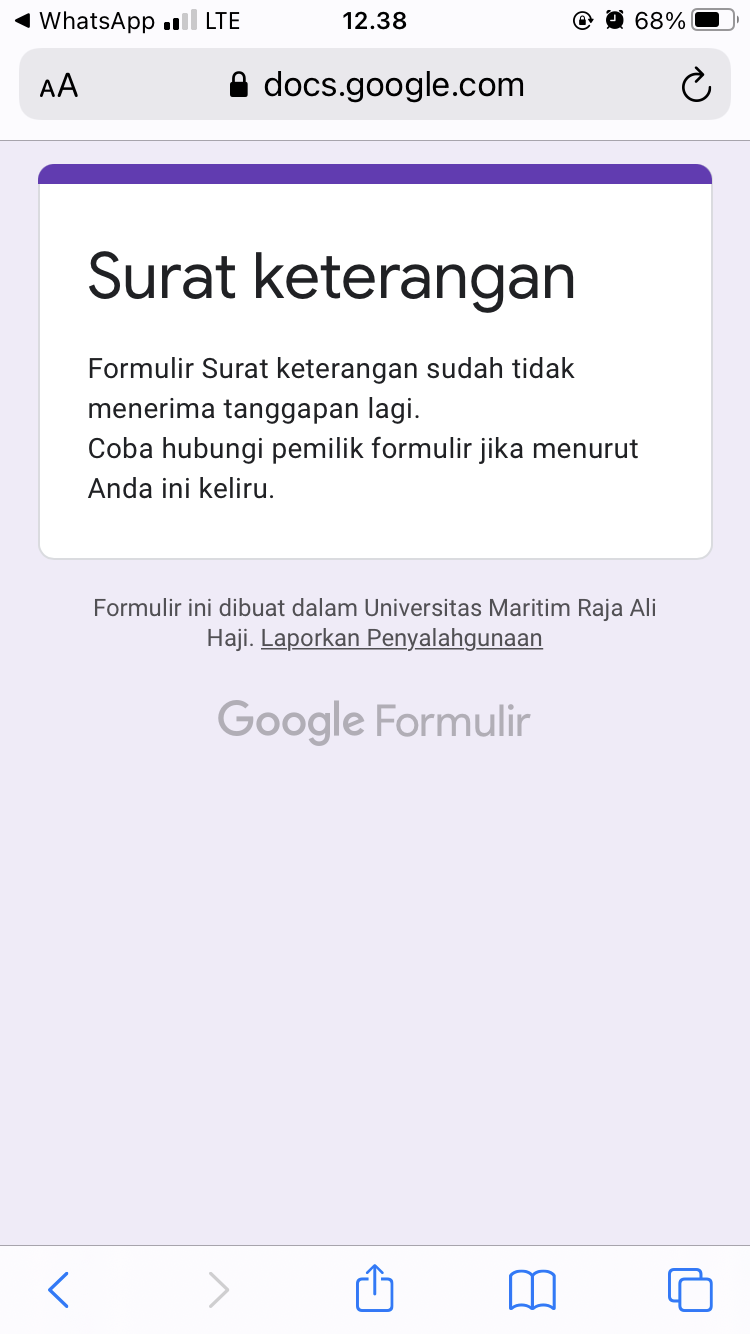 WhatsApp LTE 12.38 68%
AA docs.google.com
Surat keterangan
Formulir Surat keterangan sudah tidak
menerima tanggapan lagi.
Coba hubungi pemilik formulir jika menurut
Anda ini keliru.
Formulir ini dibuat dalam Universitas Maritim Raja Ali
Haji. Laporkan Penyalahgunaan
Google Formulir